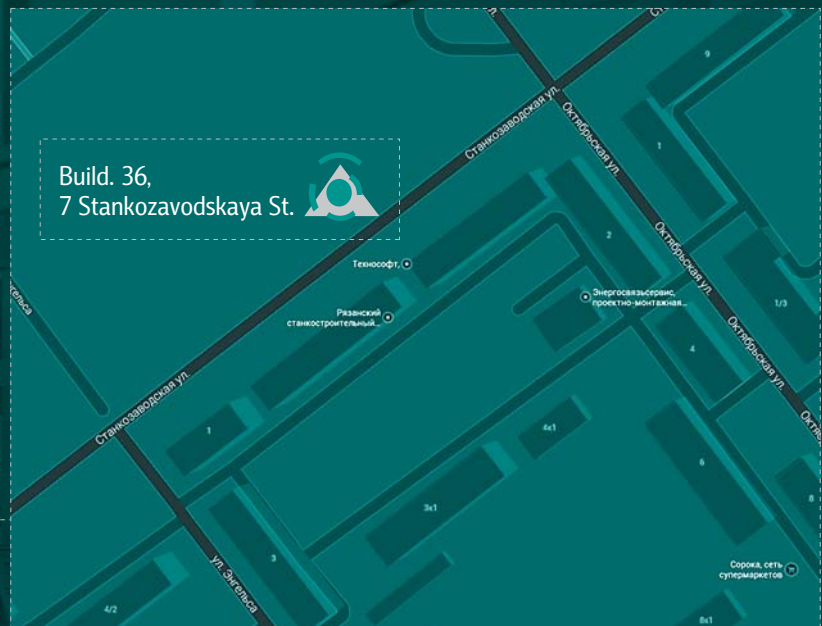 9
Станкозаводская ул.
Октябрьская ул.
1
Build. 36,
7 Stankozavodskaya St.
2
Октябрьская ул.
Технософт,
Энергосвязьсервис,
проектно-монтажная...
1/3
Рязанский
станкостроительный...
Октябрьская ул.
4
Станкозаводская ул.
1
4к1
6
8
3к1
3
ул. Энгельса
Сорока, сеть
супермаркетов
4/2
8к1